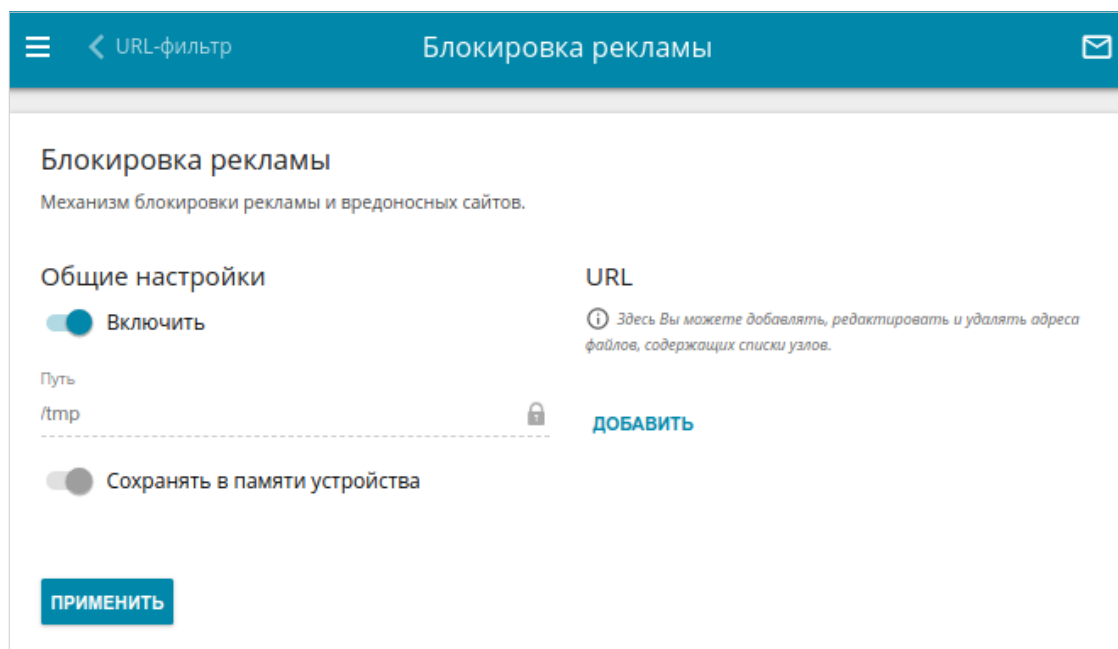 URL-фильтр
Блокировка рекламы
Блокировка рекламы
Механизм блокировки рекламы и вредоносных сайтов.
Общие настройки
Включить
Путь
/tmp
Сохранять в памяти устройства
ПРИМЕНИТЬ
URL
Здесь Вы можете добавлять, редактировать и удалять адреса
файлов, содержащих списки узлов.
ДОБАВИТЬ